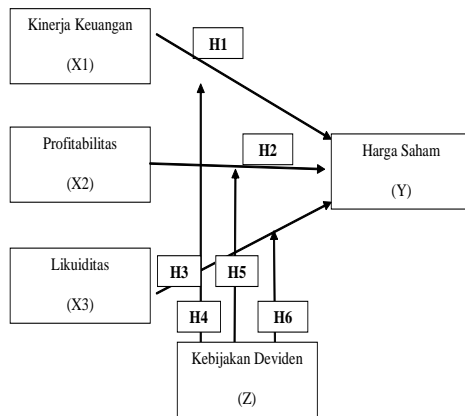 Kinerja Keuangan
(X1)
H1
Profitabilitas
(X2)
H2
Harga Saham
(Y)
Likuiditas
(X3)
H3
H5
H4
H6
Kebijakan Deviden
(Z)